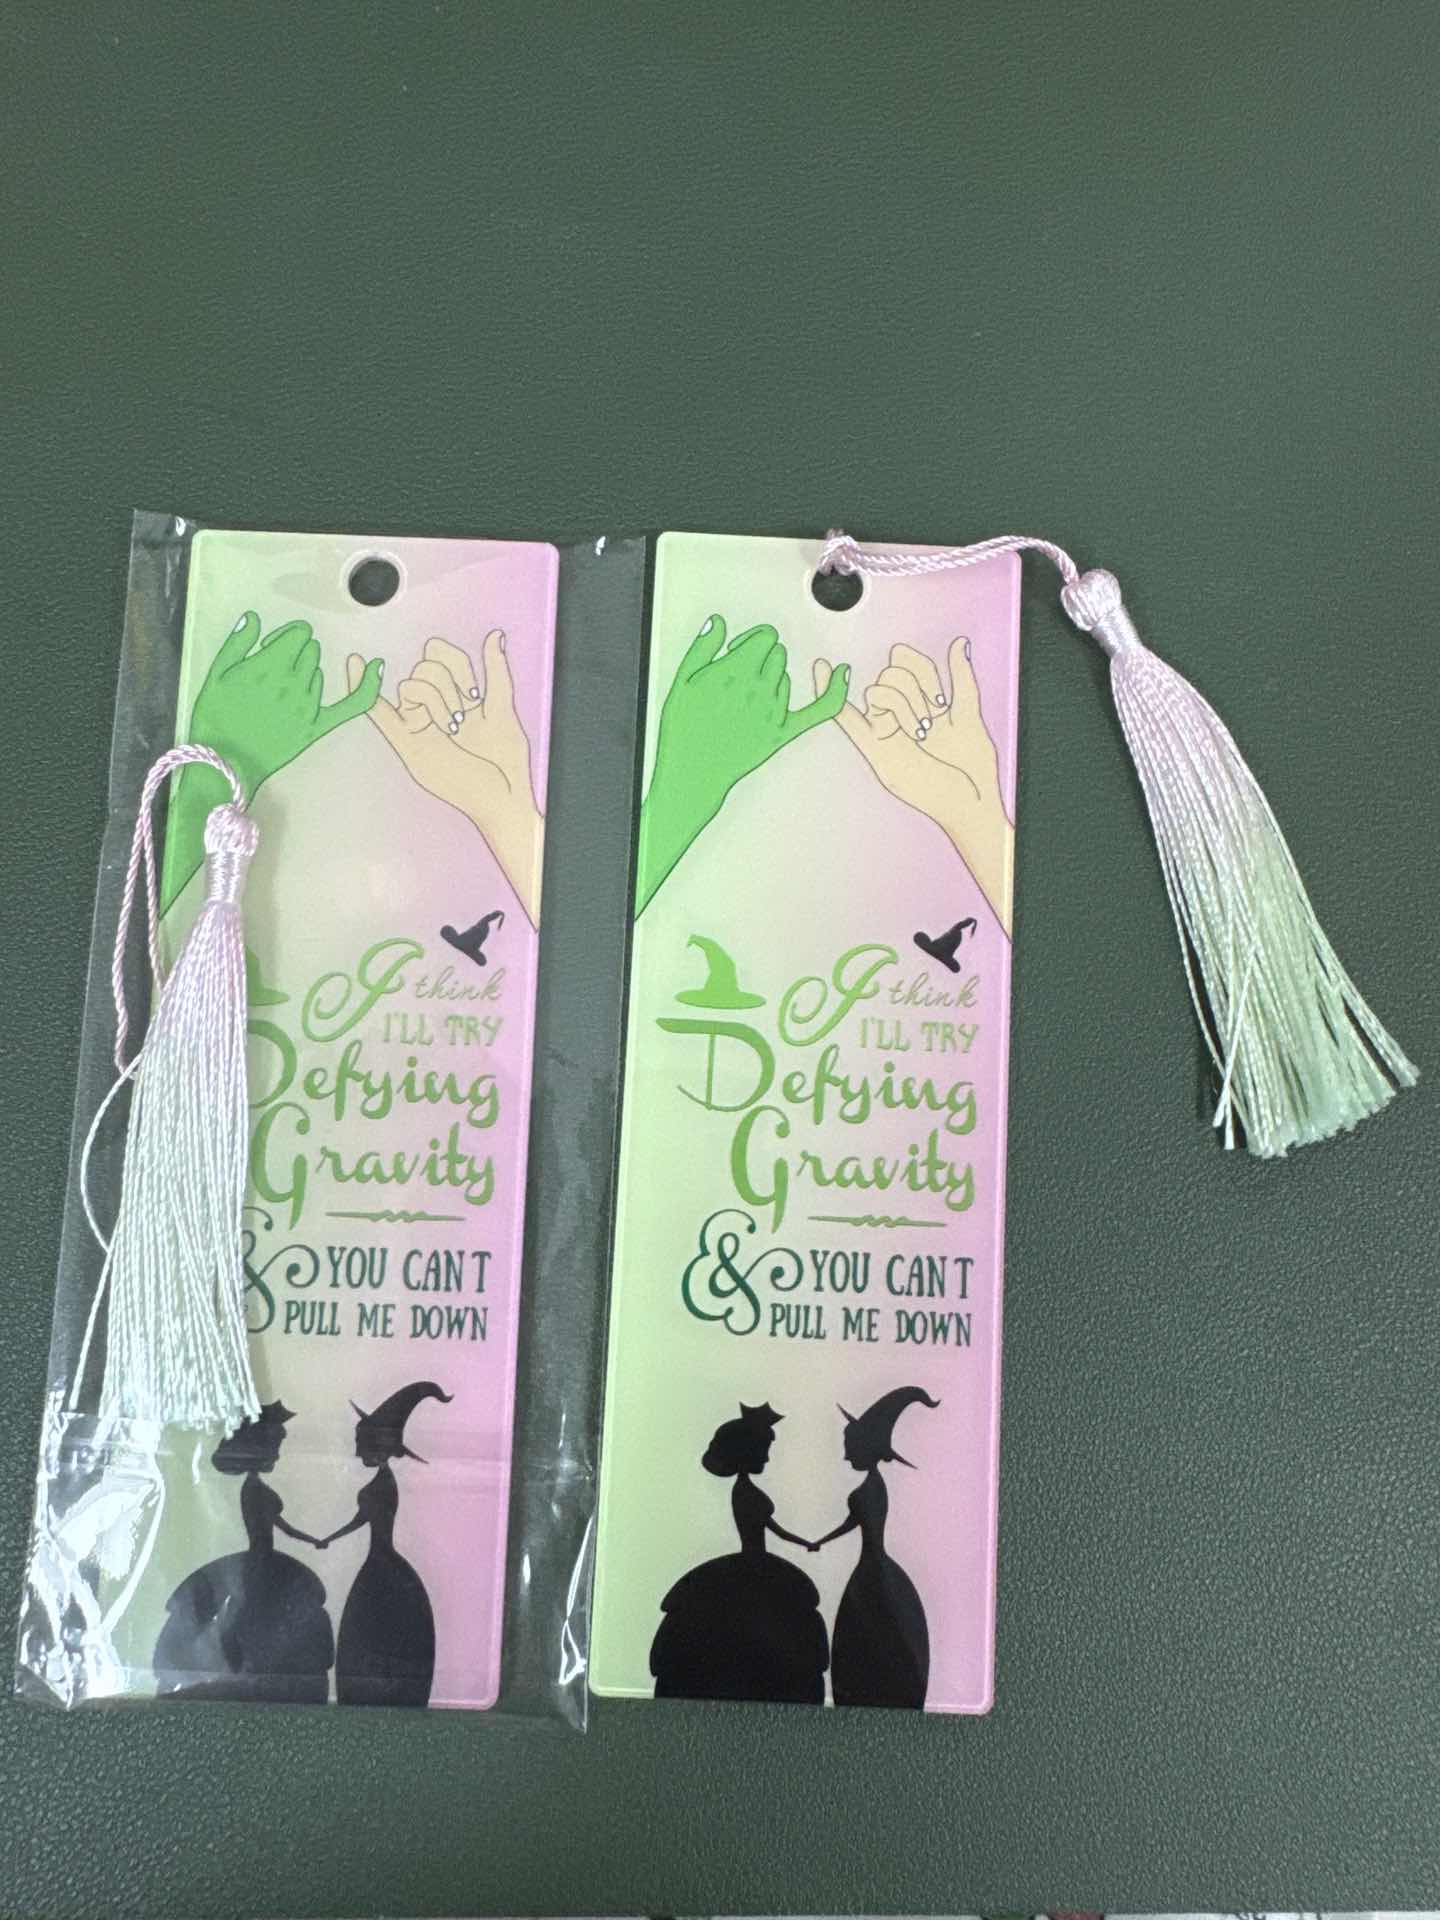 I think
I'LL TRY
Defying
Gravity
& YOU CAN'T
PULL ME DOWN
I think
I'LL TRY
Defying
Gravity
& YOU CAN'T
PULL ME DOWN